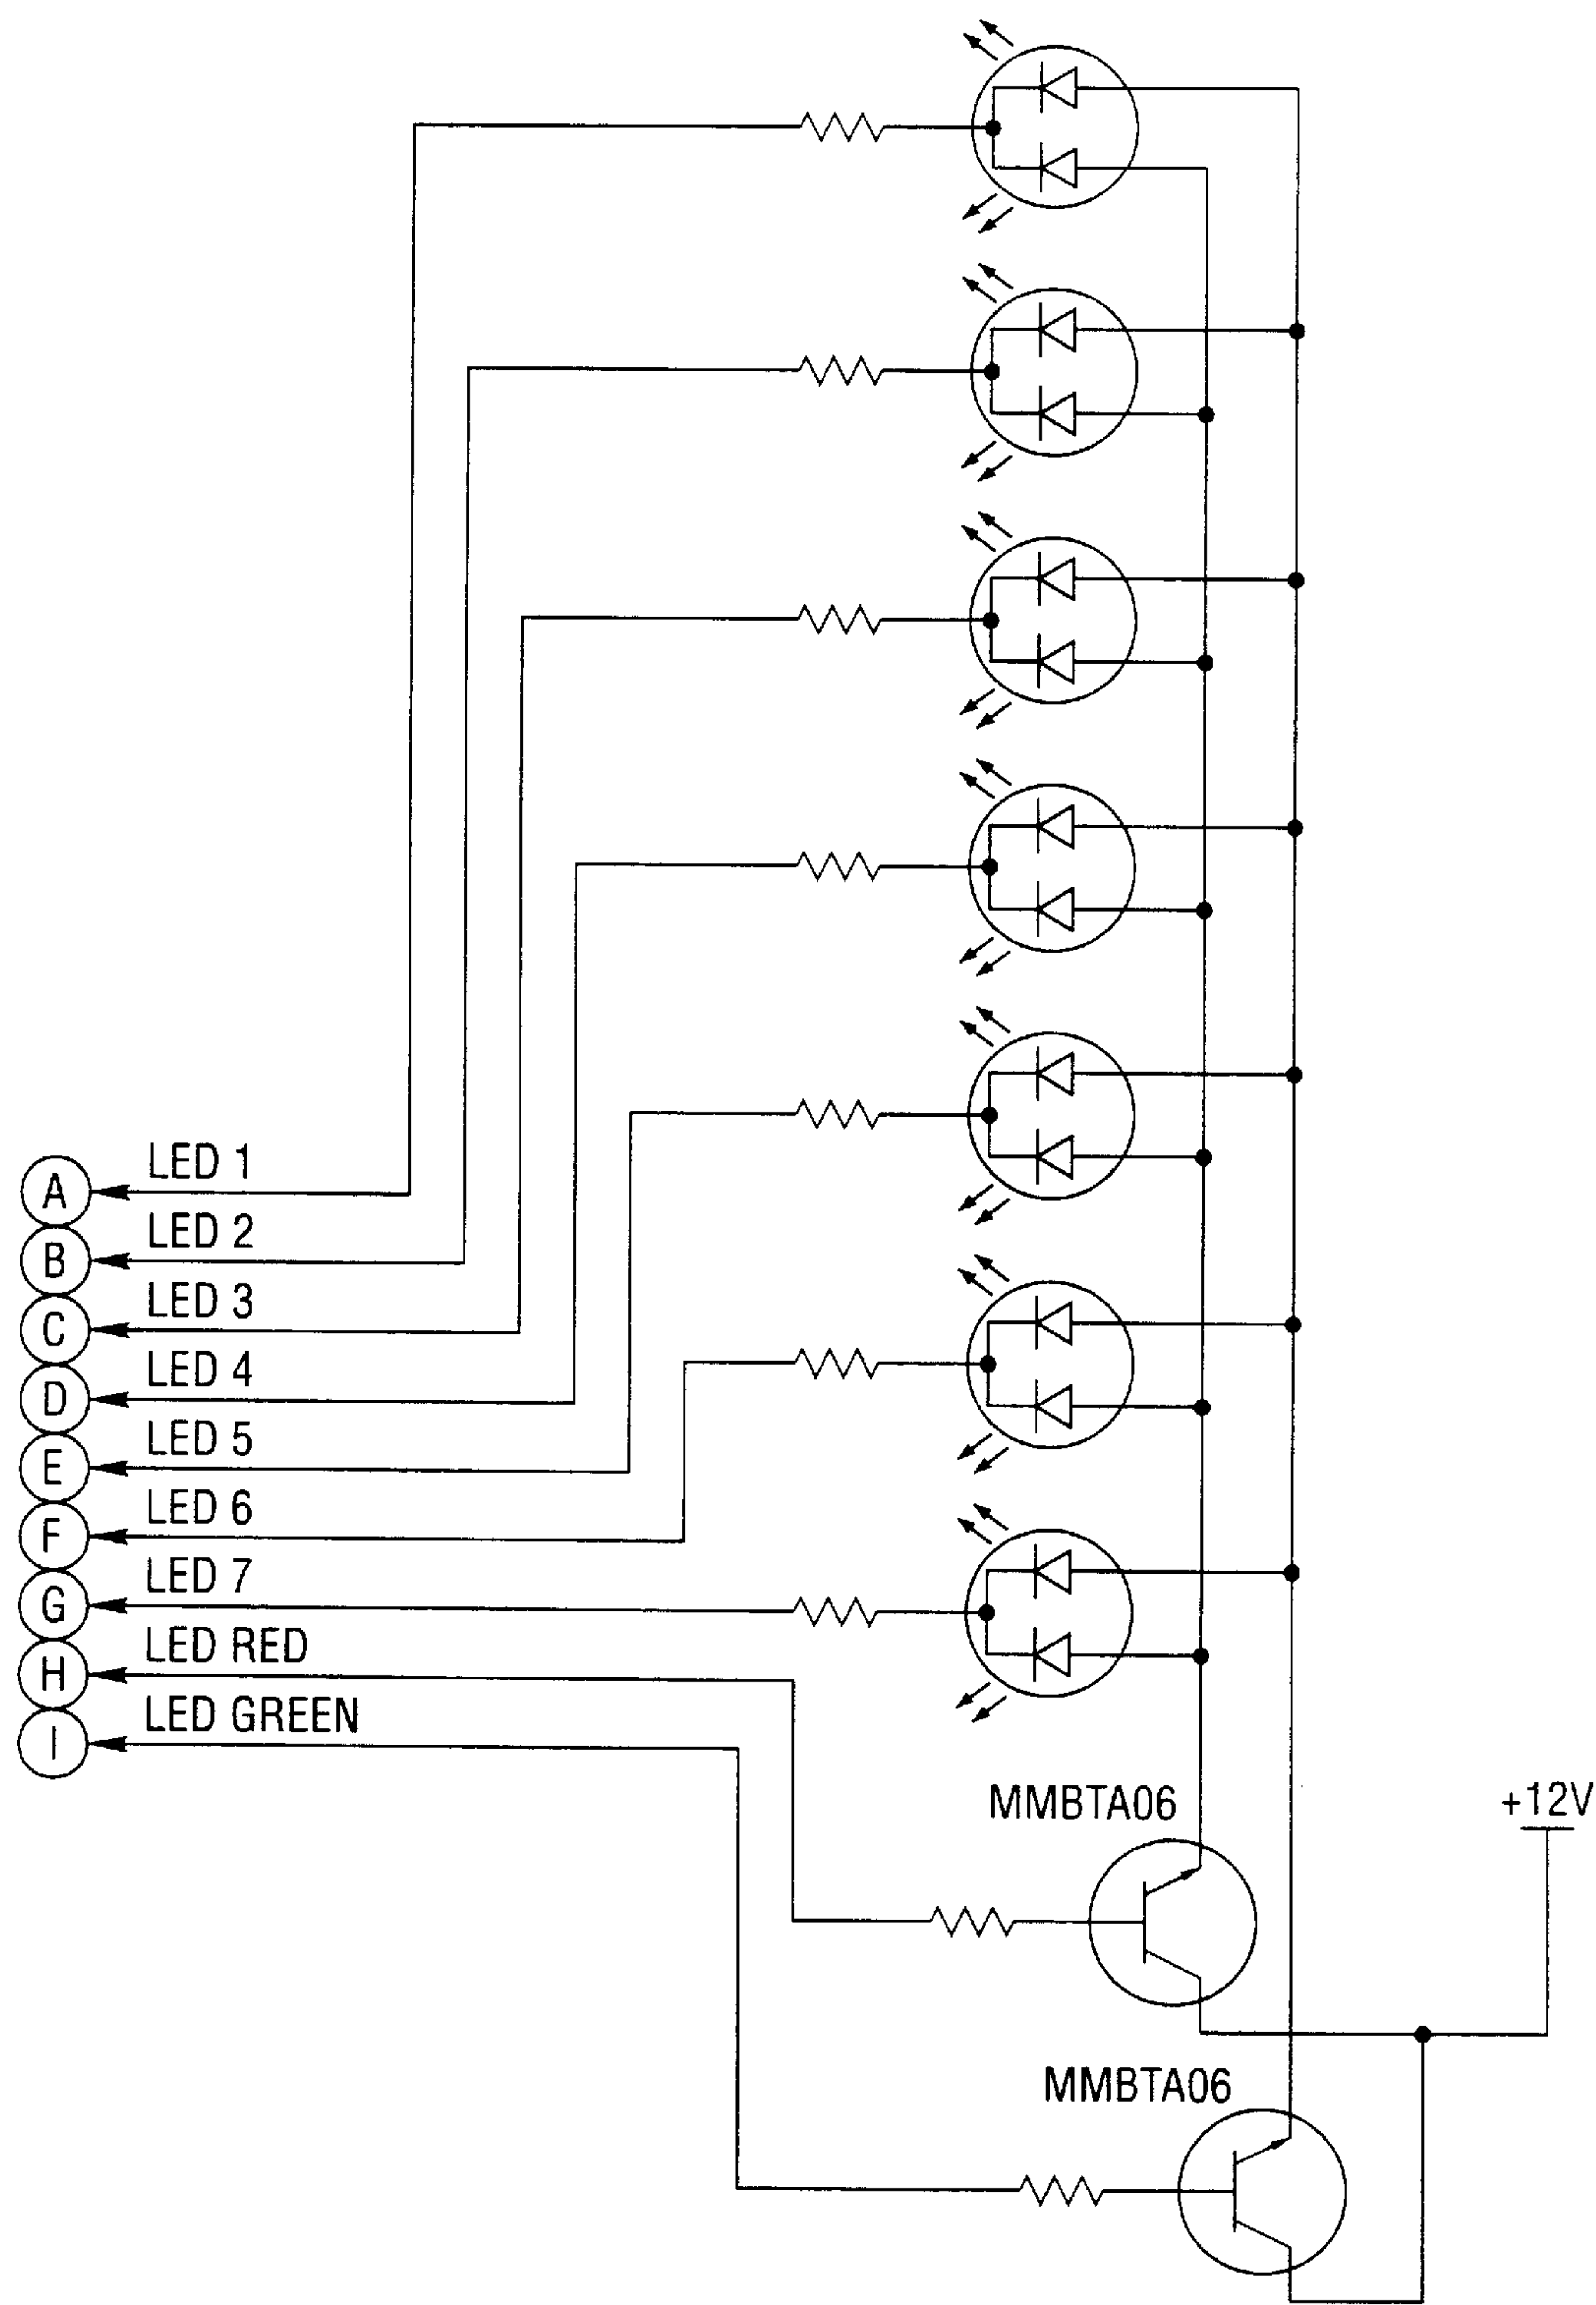 LED 1
A
LED 2
B
LED 3
C
LED 4
D
LED 5
E
LED 6
F
LED 7
G
LED RED
H
LED GREEN
I
MMBTA06
+12V
MMBTA06